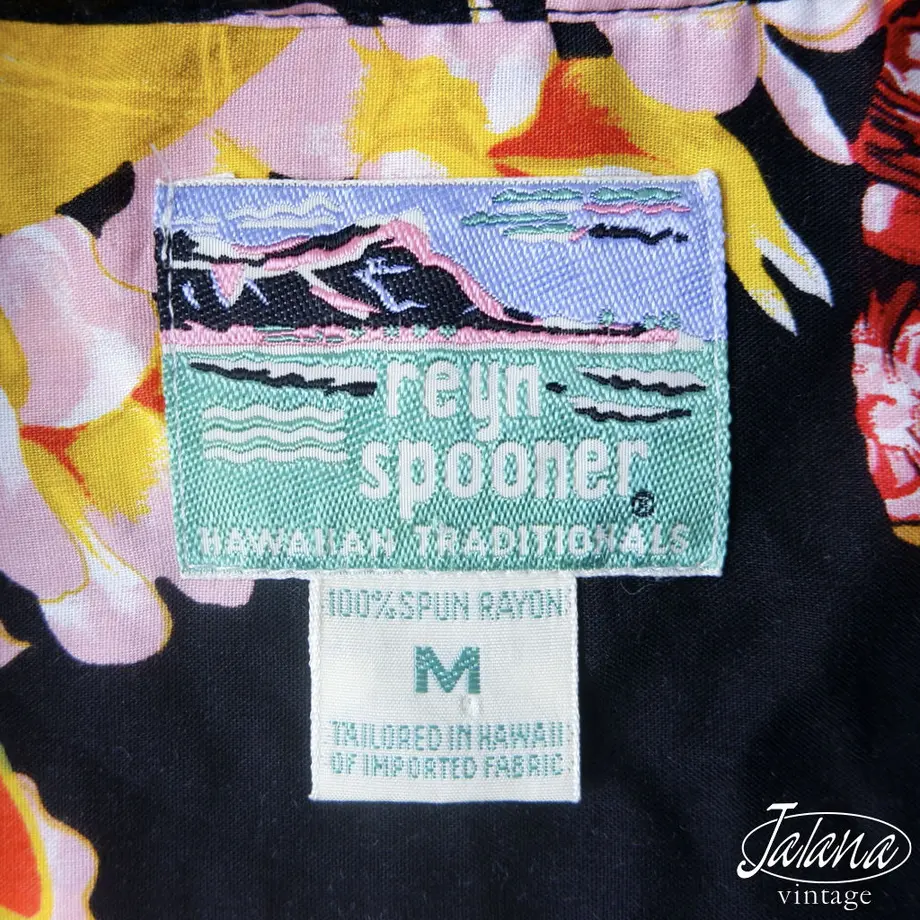 reyn
spooner®
HAWAIIAN TRADITIONALS
100% SPUN RAYON
M
TAILORED IN HAWAII
OF IMPORTED FABRIC
Jalana
vintage